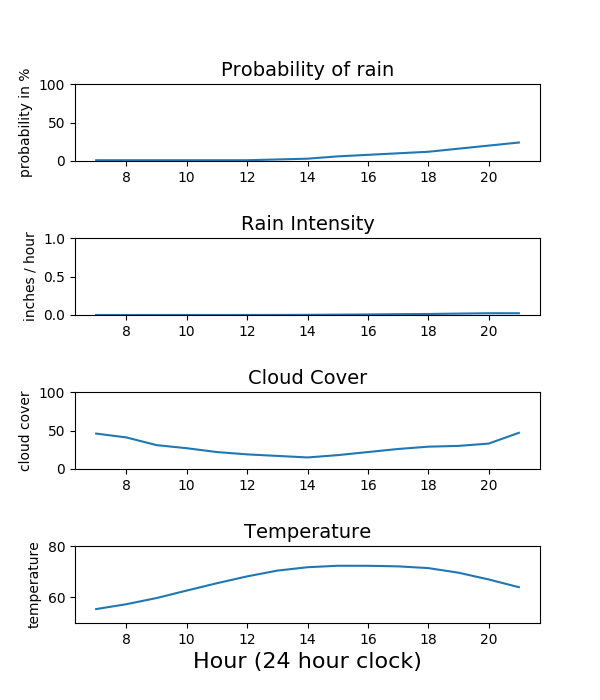 Probability of rain
probability in %
100
50
0
8 10 12 14 16 18 20
Rain Intensity
inches / hour
1.0
0.5
0.0
8 10 12 14 16 18 20
Cloud Cover
cloud cover
100
50
0
8 10 12 14 16 18 20
Temperature
temperature
80
60
8 10 12 14 16 18 20
Hour (24 hour clock)